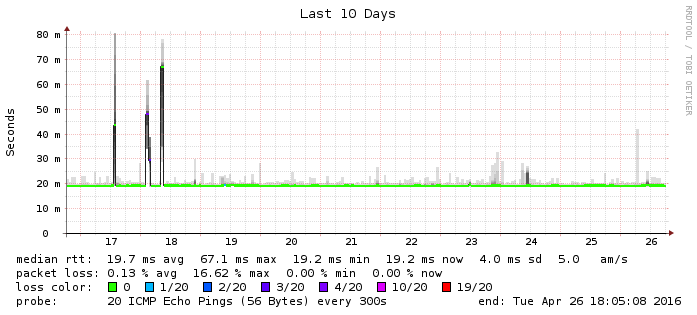 Last 10 Days
RRDTOOL / TOBI OETIKER
80 m
70 m
60 m
50 m
40 m
30 m
20 m
10 m
0
Seconds
17 18 19 20 21 22 23 24 25 26
median rtt: 19.7 ms avg 67.1 ms max 19.2 ms min 19.2 ms now 4.0 ms sd 5.0 am/s
packet loss: 0.13 % avg 16.62 % max 0.00 % min 0.00 % now
loss color: 0 1/20 2/20 3/20 4/20 10/20 19/20
probe: 20 ICMP Echo Pings (56 Bytes) every 300s end: Tue Apr 26 18:05:08 2016